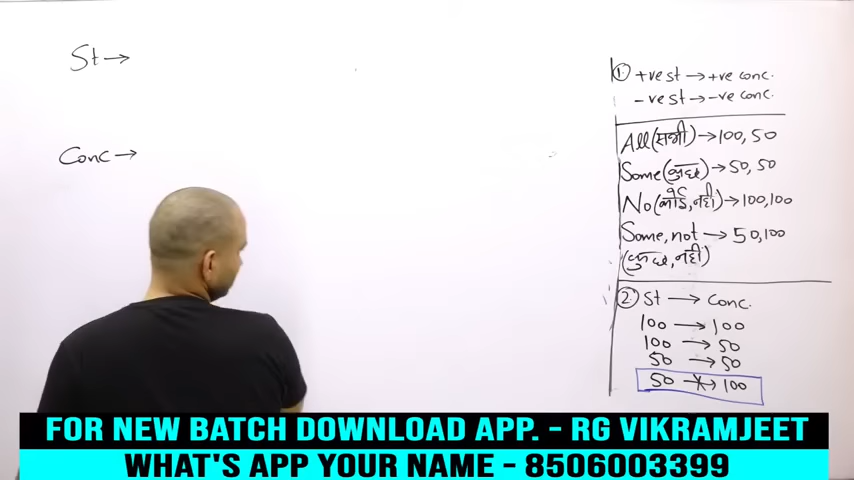 St →
Conc →
1. +ve st → +ve conc.
-ve st → -ve conc.
All (सभी) → 100, 50
Some (कुछ) → 50, 50
No (कोई, नहीं) → 100, 100
Some, not → 50, 100
(कुछ, नहीं)
2. St → Conc.
100 → 100
100 → 50
50 → 50
50 → 100
FOR NEW BATCH DOWNLOAD APP. - RG VIKRAMJEET
WHAT'S APP YOUR NAME - 8506003399